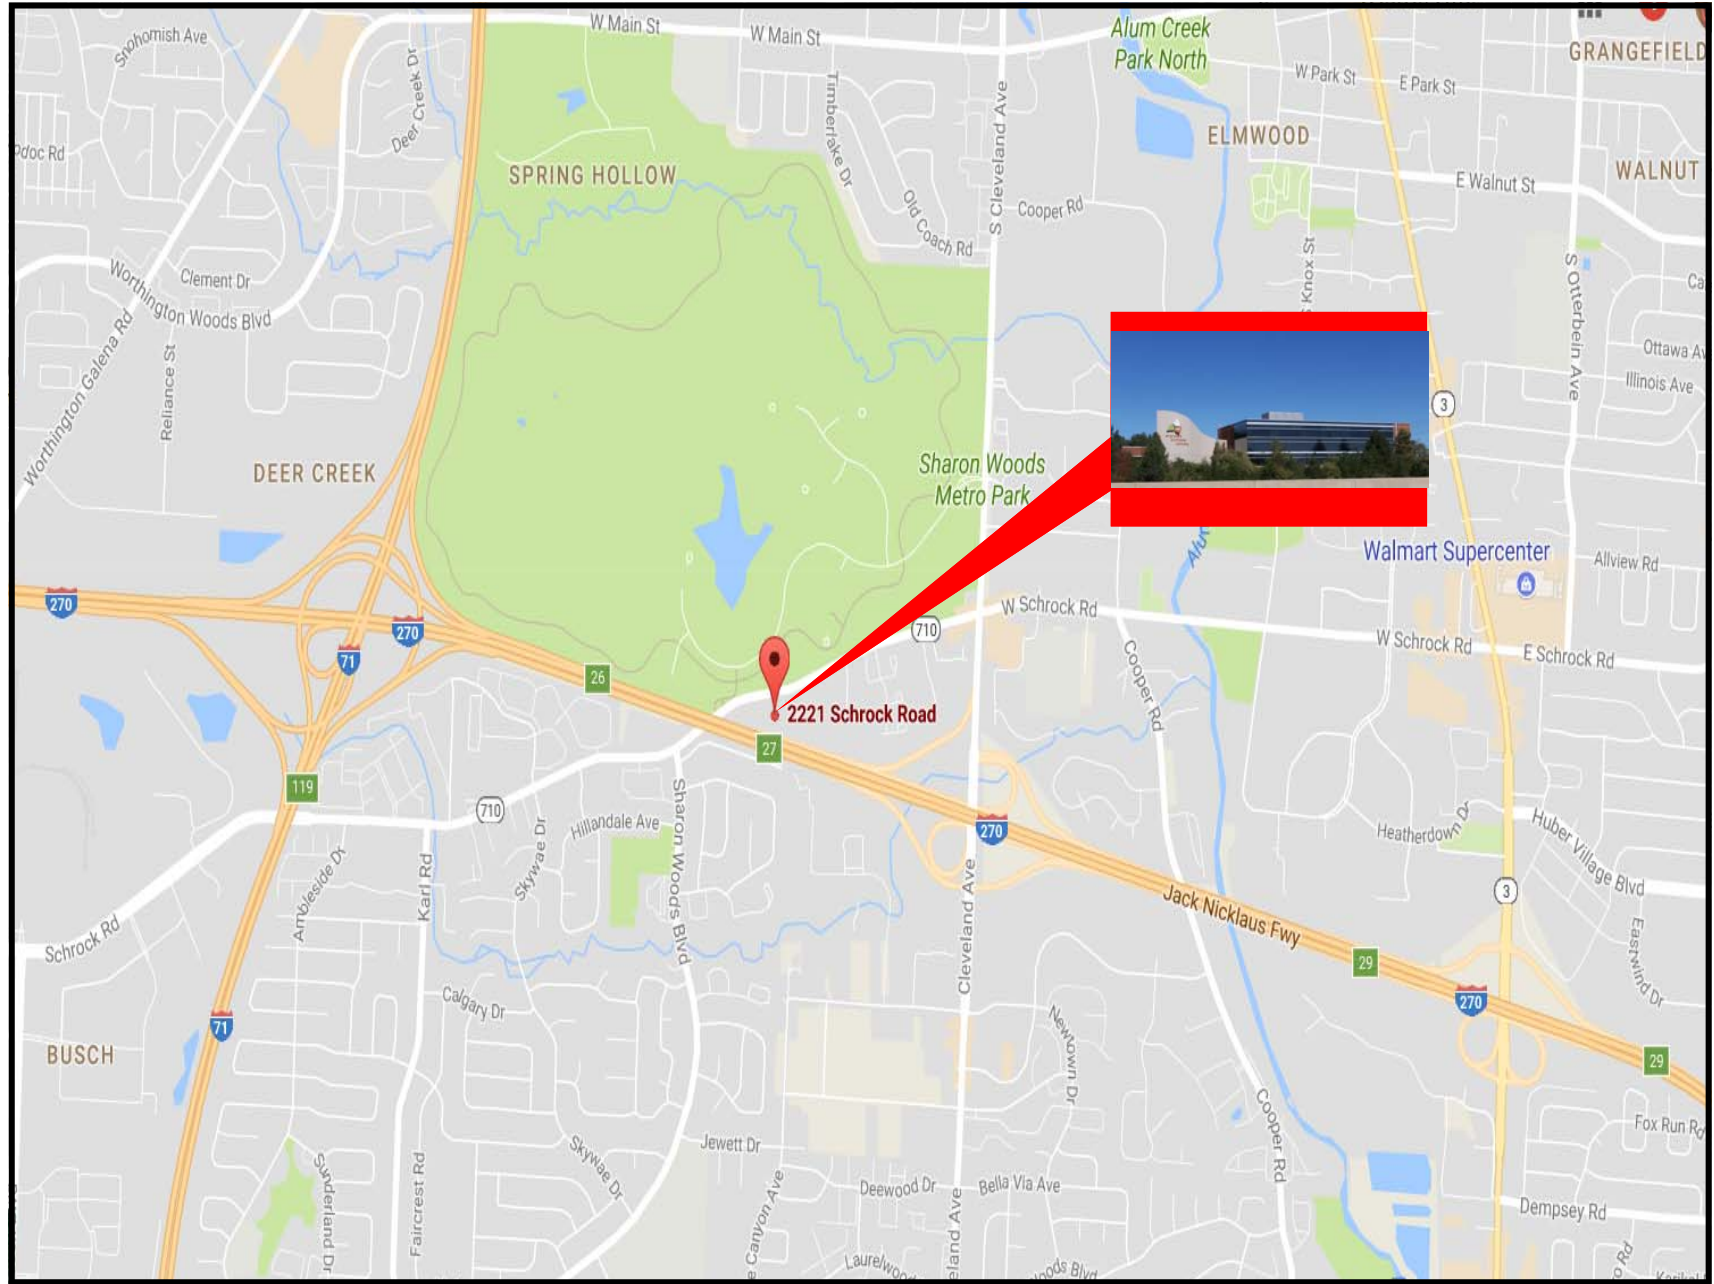 W Main St
W Main St
Alum Creek
Park North
GRANGEFIELD
Snohomish Ave
Deer Creek Dr
Timberlake Dr
S Cleveland Ave
W Park St
E Park St
ELMWOOD
WALNUT
SPRING HOLLOW
E Walnut St
Cooper Rd
Old Coach Rd
Knox St
S Otterbein Ave
Worthington Woods Blvd
Clement Dr
Worthington Galena Rd
Reliance St
Ottawa Av
Illinois Ave
3
DEER CREEK
Sharon Woods
Metro Park
Walmart Supercenter
Allview Rd
270
270
71
26
710
W Schrock Rd
W Schrock Rd
E Schrock Rd
Cooper Rd
2221 Schrock Road
27
119
710
Hillandale Ave
Skywae Dr
Sharon Woods Blvd
270
Heatherdown Dr
Huber Village Blvd
Ambleside Dr
Karl Rd
Cleveland Ave
Jack Nicklaus Fwy
3
Schrock Rd
29
Eastwind Dr
270
Calgary Dr
71
Newtown Dr
BUSCH
29
Cooper Rd
Fox Run Rd
Jewett Dr
Skywae Dr
Sunderland Dr
Faircrest Rd
Deewood Dr
Bella Via Ave
Dempsey Rd
e Canyon Ave
eland Ave
Laurelwoo
oods Blvd